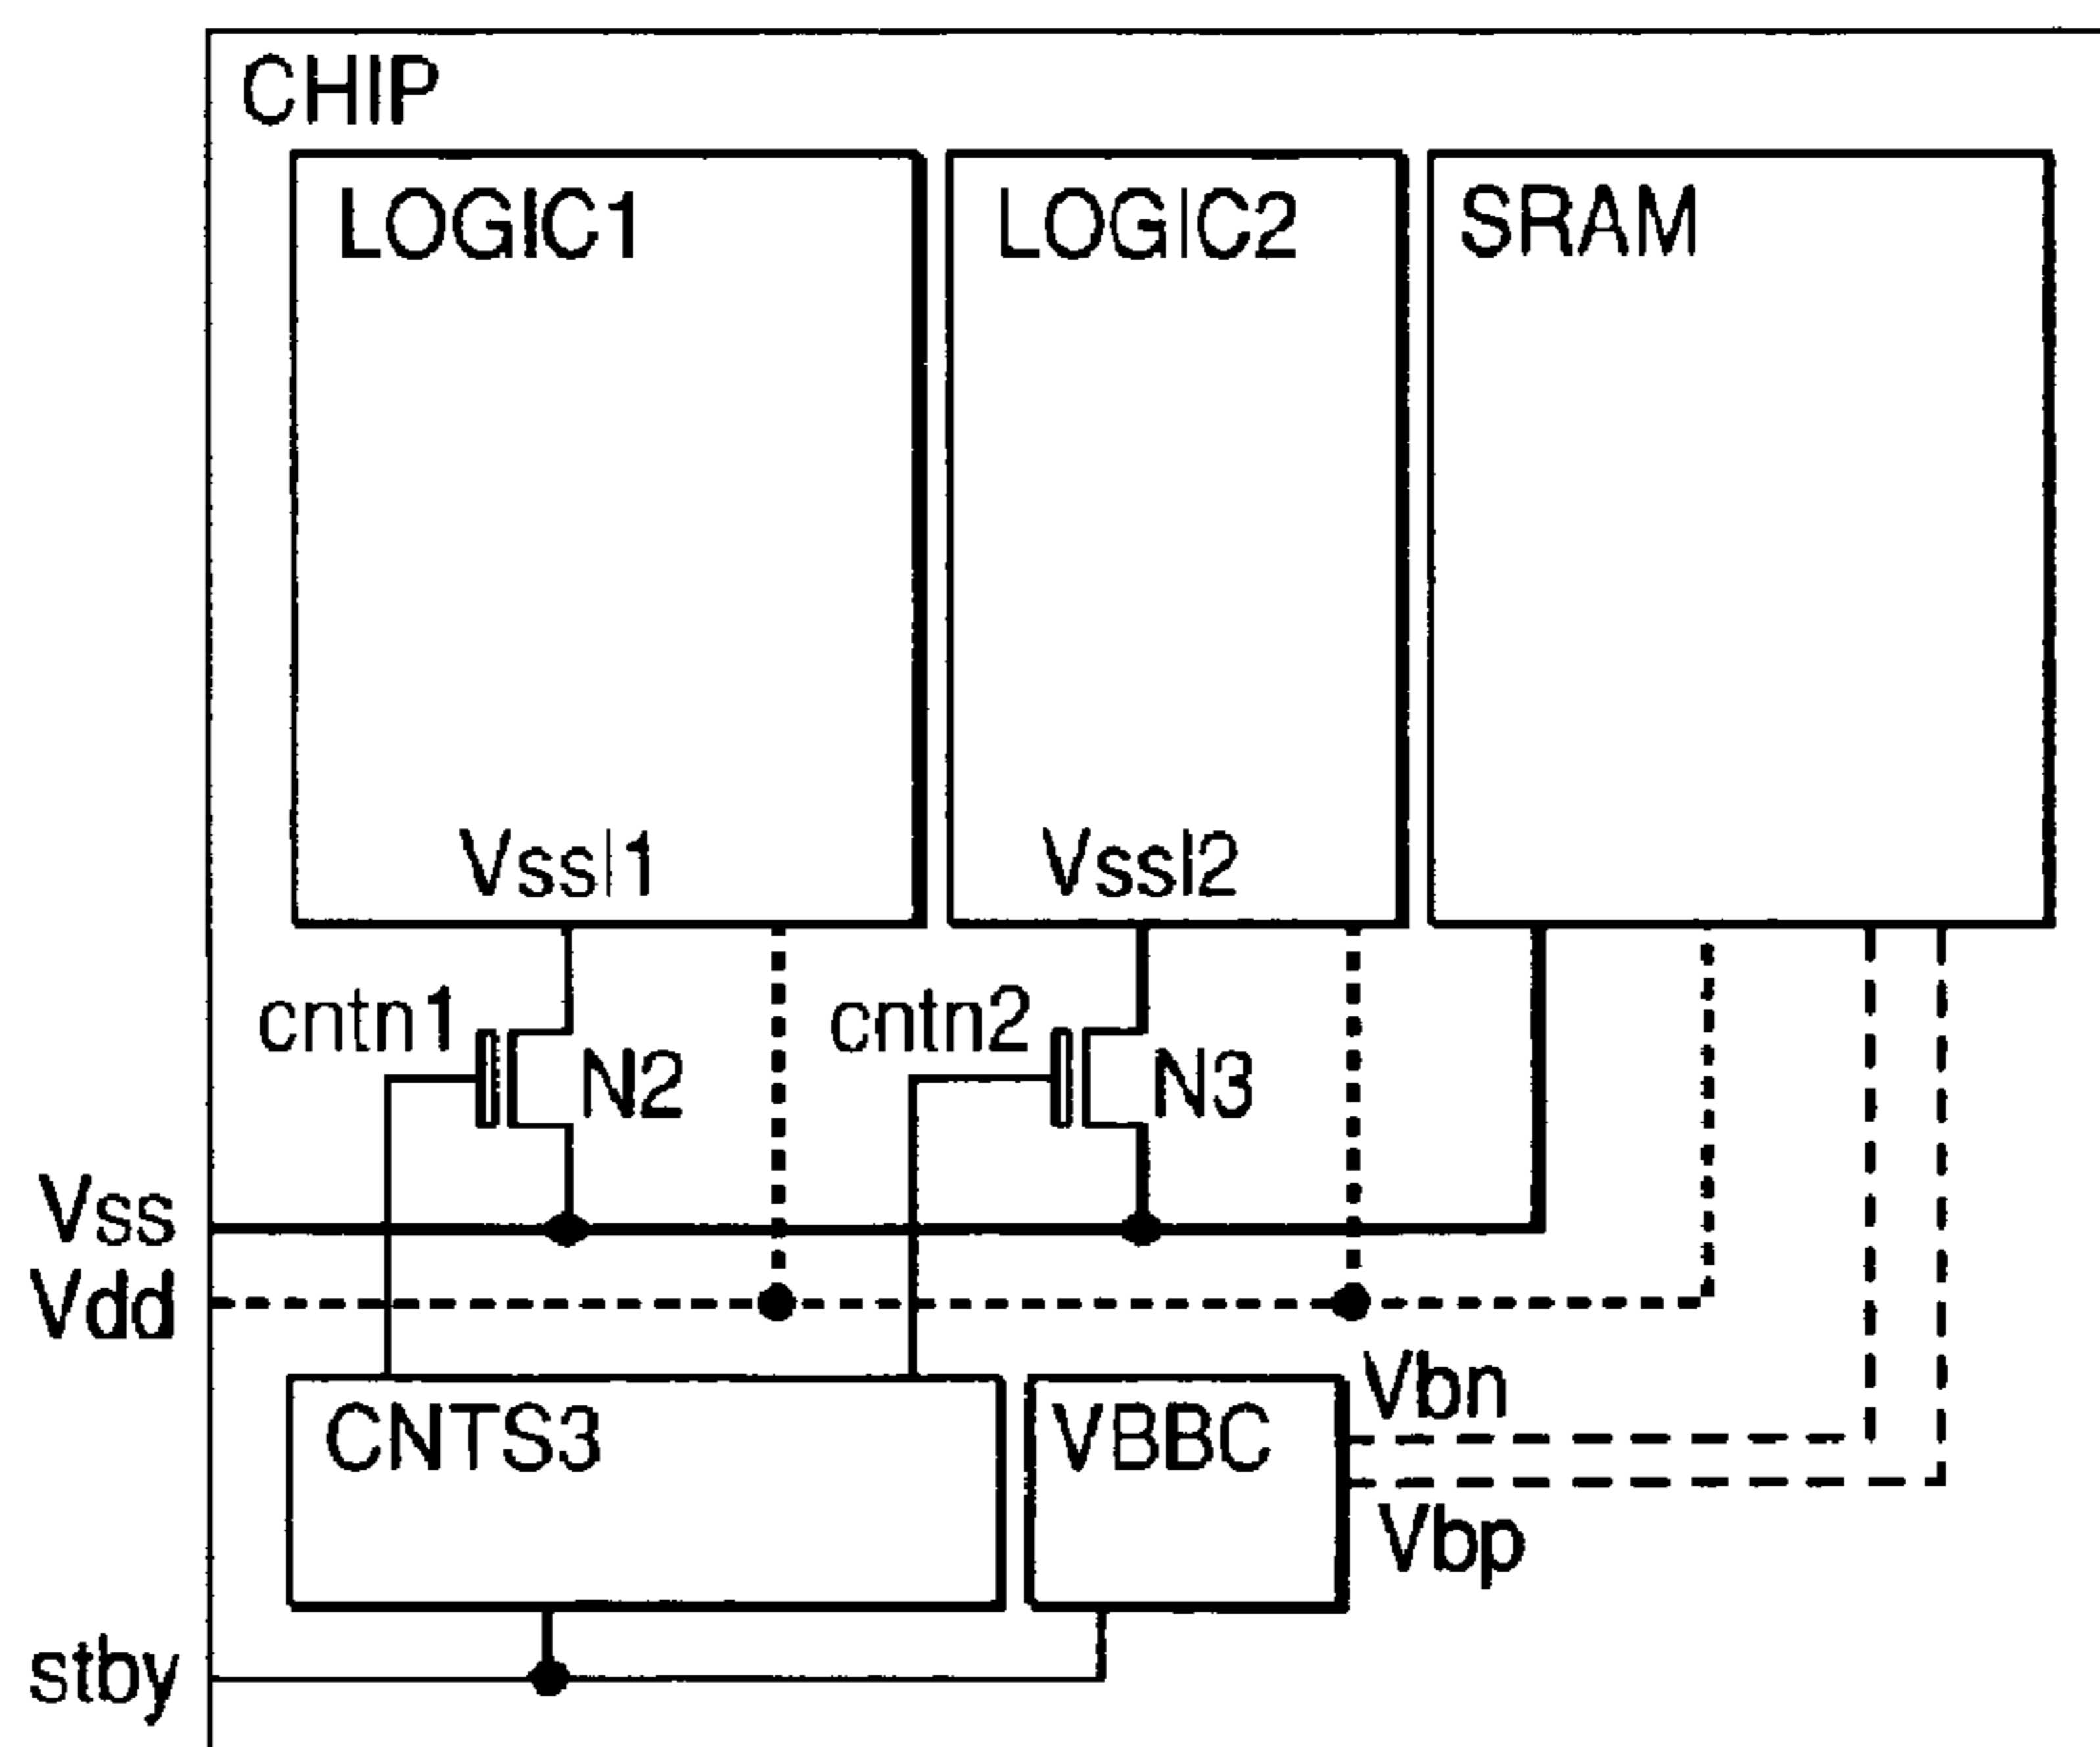 CHIP
LOGIC1
LOGIC2
SRAM
Vssl1
Vssl2
cntn1
N2
cntn2
N3
Vss
Vdd
CNTS3
VBBC
Vbn
Vbp
stby